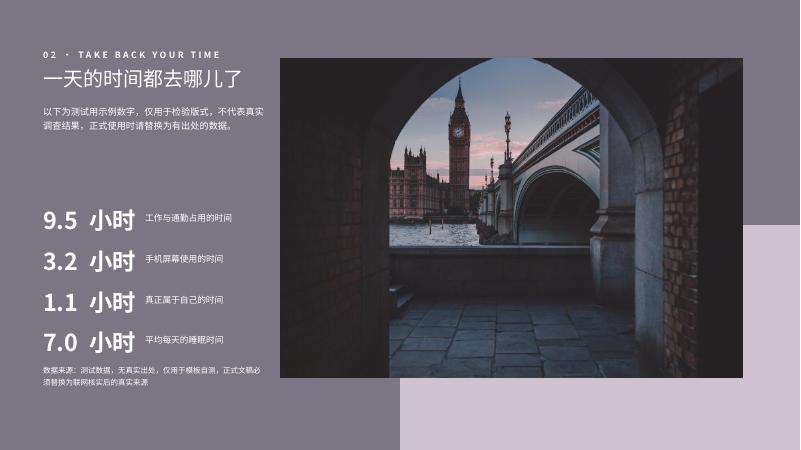 02 · TAKE BACK YOUR TIME
一天的时间都去哪儿了
以下为测试用示例数字，仅用于检验版式，不代表真实
调查结果，正式使用时请替换为有出处的数据。
9.5 小时 工作与通勤占用的时间
3.2 小时 手机屏幕使用的时间
1.1 小时 真正属于自己的时间
7.0 小时 平均每天的睡眠时间
数据来源：测试数据，无真实出处，仅用于模板自测，正式文稿必
须替换为联网核实后的真实来源